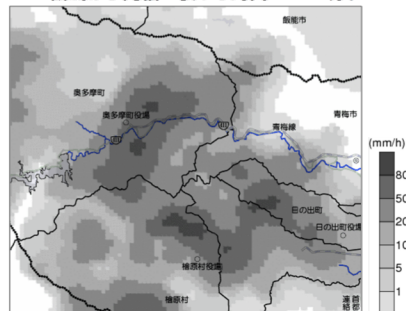 飯能市
奥多摩町
奥多摩町役場
青梅市
青梅線
(mm/h)
80
50
20
10
5
1
日の出町
日の出町役場
檜原村役場
檜原村